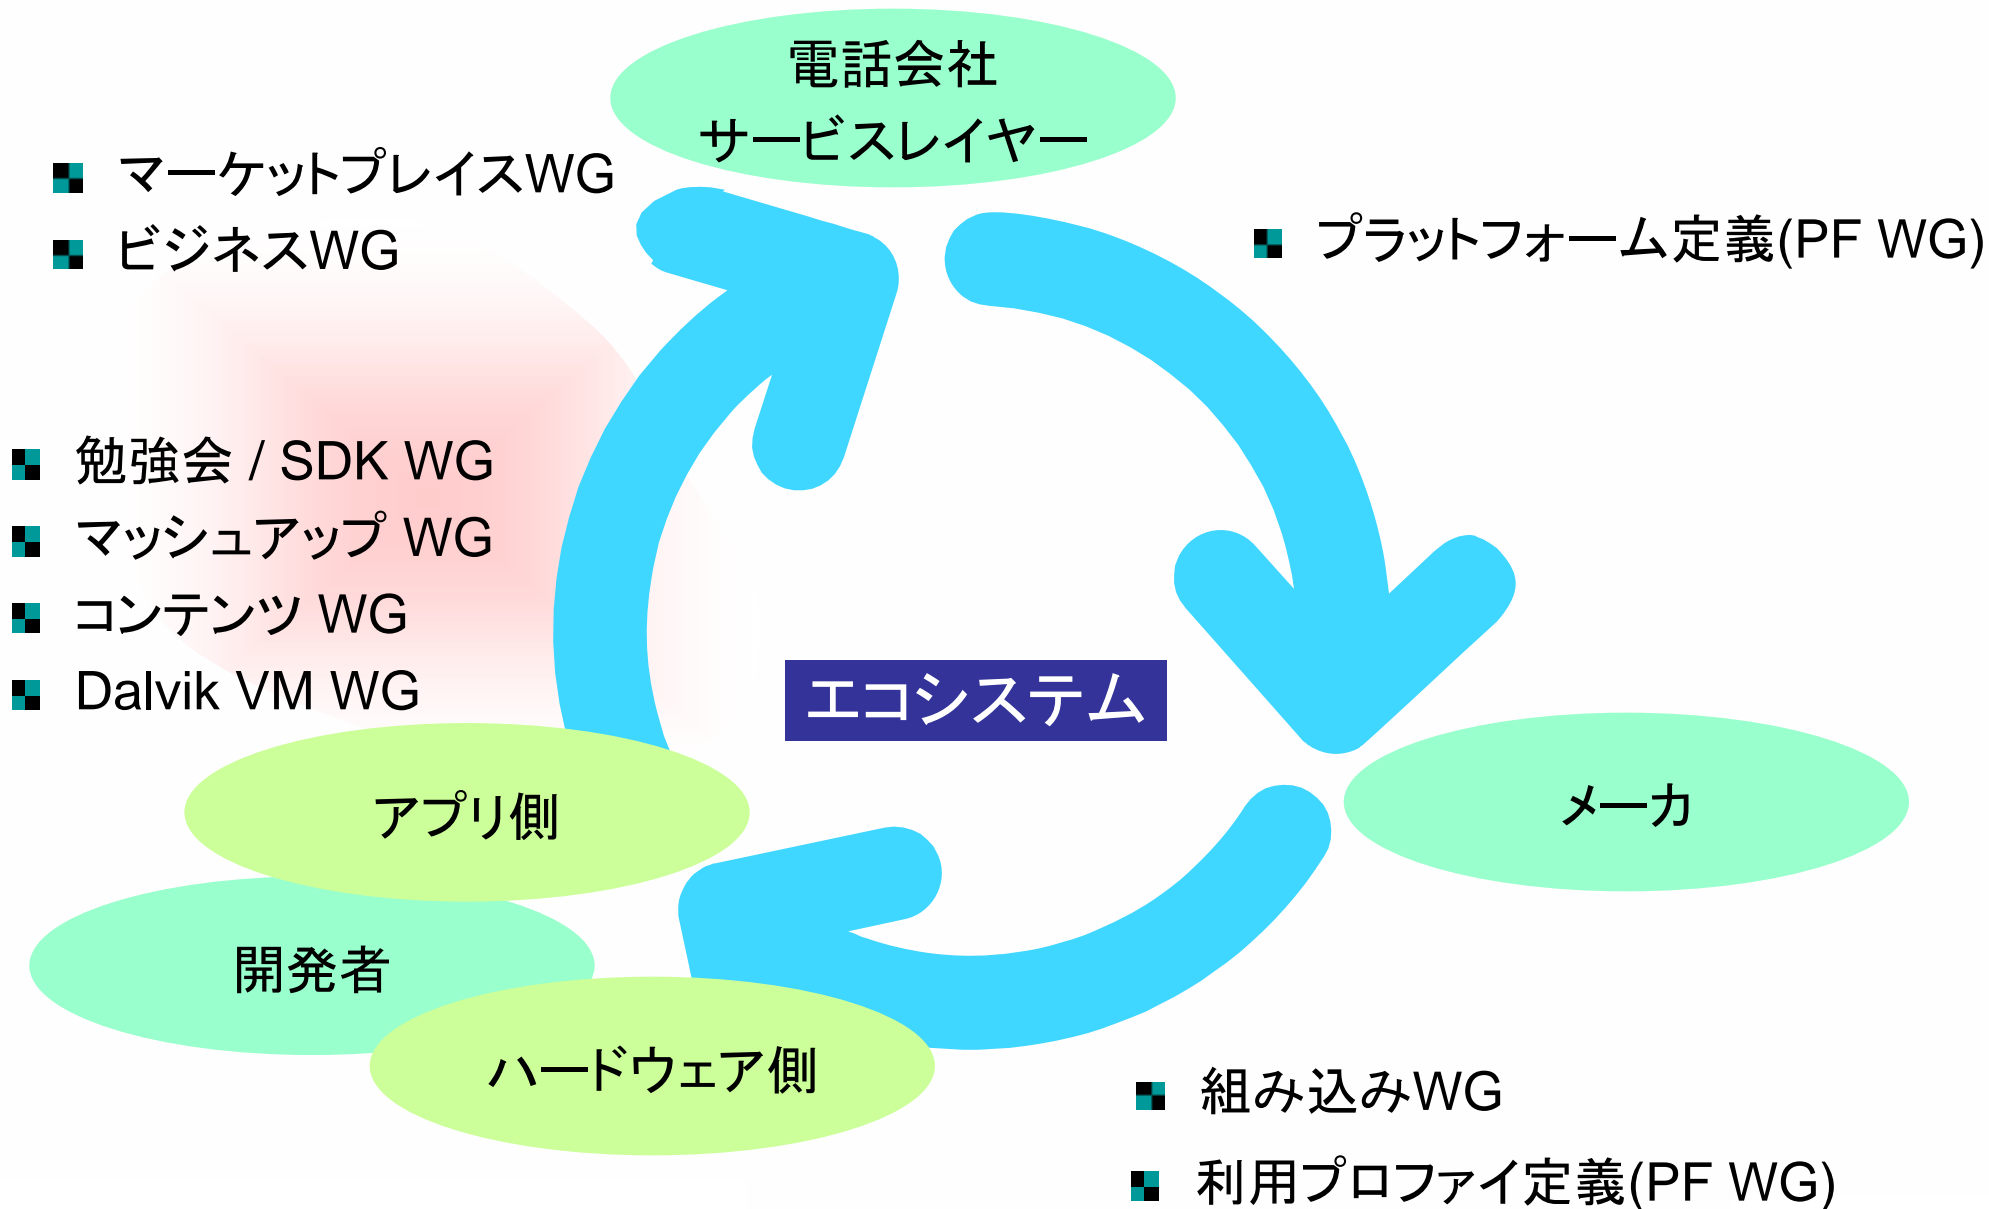 電話会社
サービスレイヤー
マーケットプレイスWG
ビジネスWG
プラットフォーム定義(PF WG)
勉強会 / SDK WG
マッシュアップ WG
コンテンツ WG
Dalvik VM WG
エコシステム
アプリ側
メーカ
開発者
ハードウェア側
組み込みWG
利用プロファイ定義(PF WG)